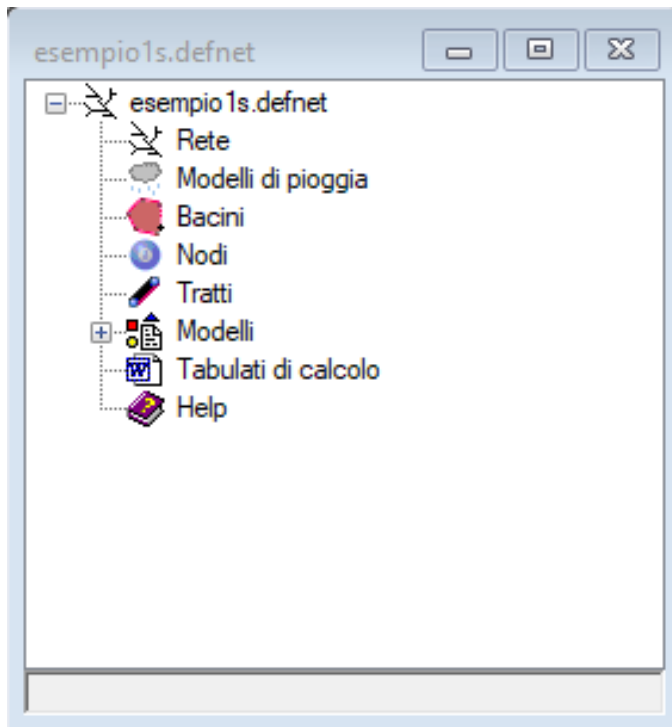 esempio1s.defnet
esempio1s.defnet
Rete
Modelli di pioggia
Bacini
Nodi
Tratti
Modelli
Tabulati di calcolo
Help